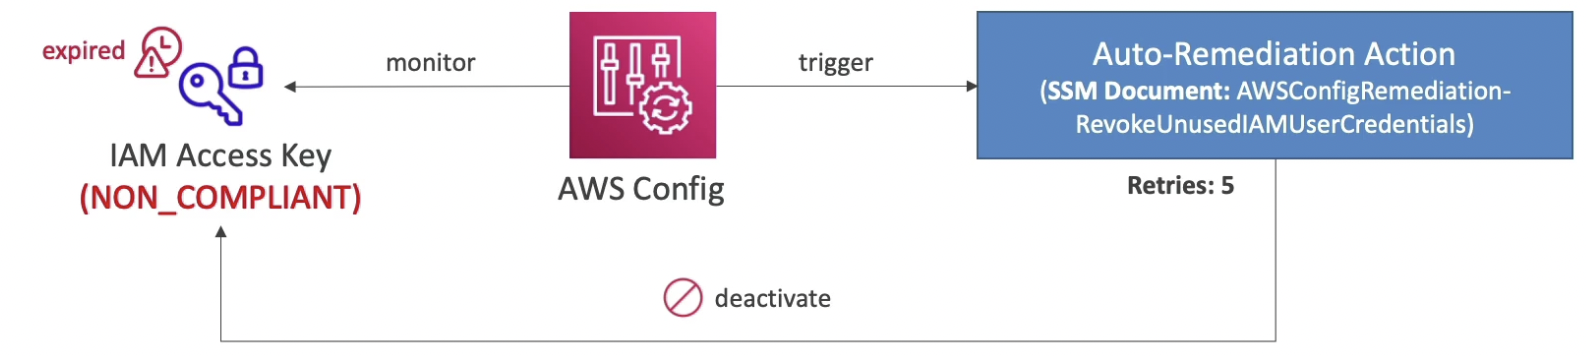 expired
monitor
trigger
Auto-Remediation Action
(SSM Document: AWSConfigRemediation-
RevokeUnusedIAMUserCredentials)
IAM Access Key
(NON_COMPLIANT)
AWS Config
Retries: 5
deactivate